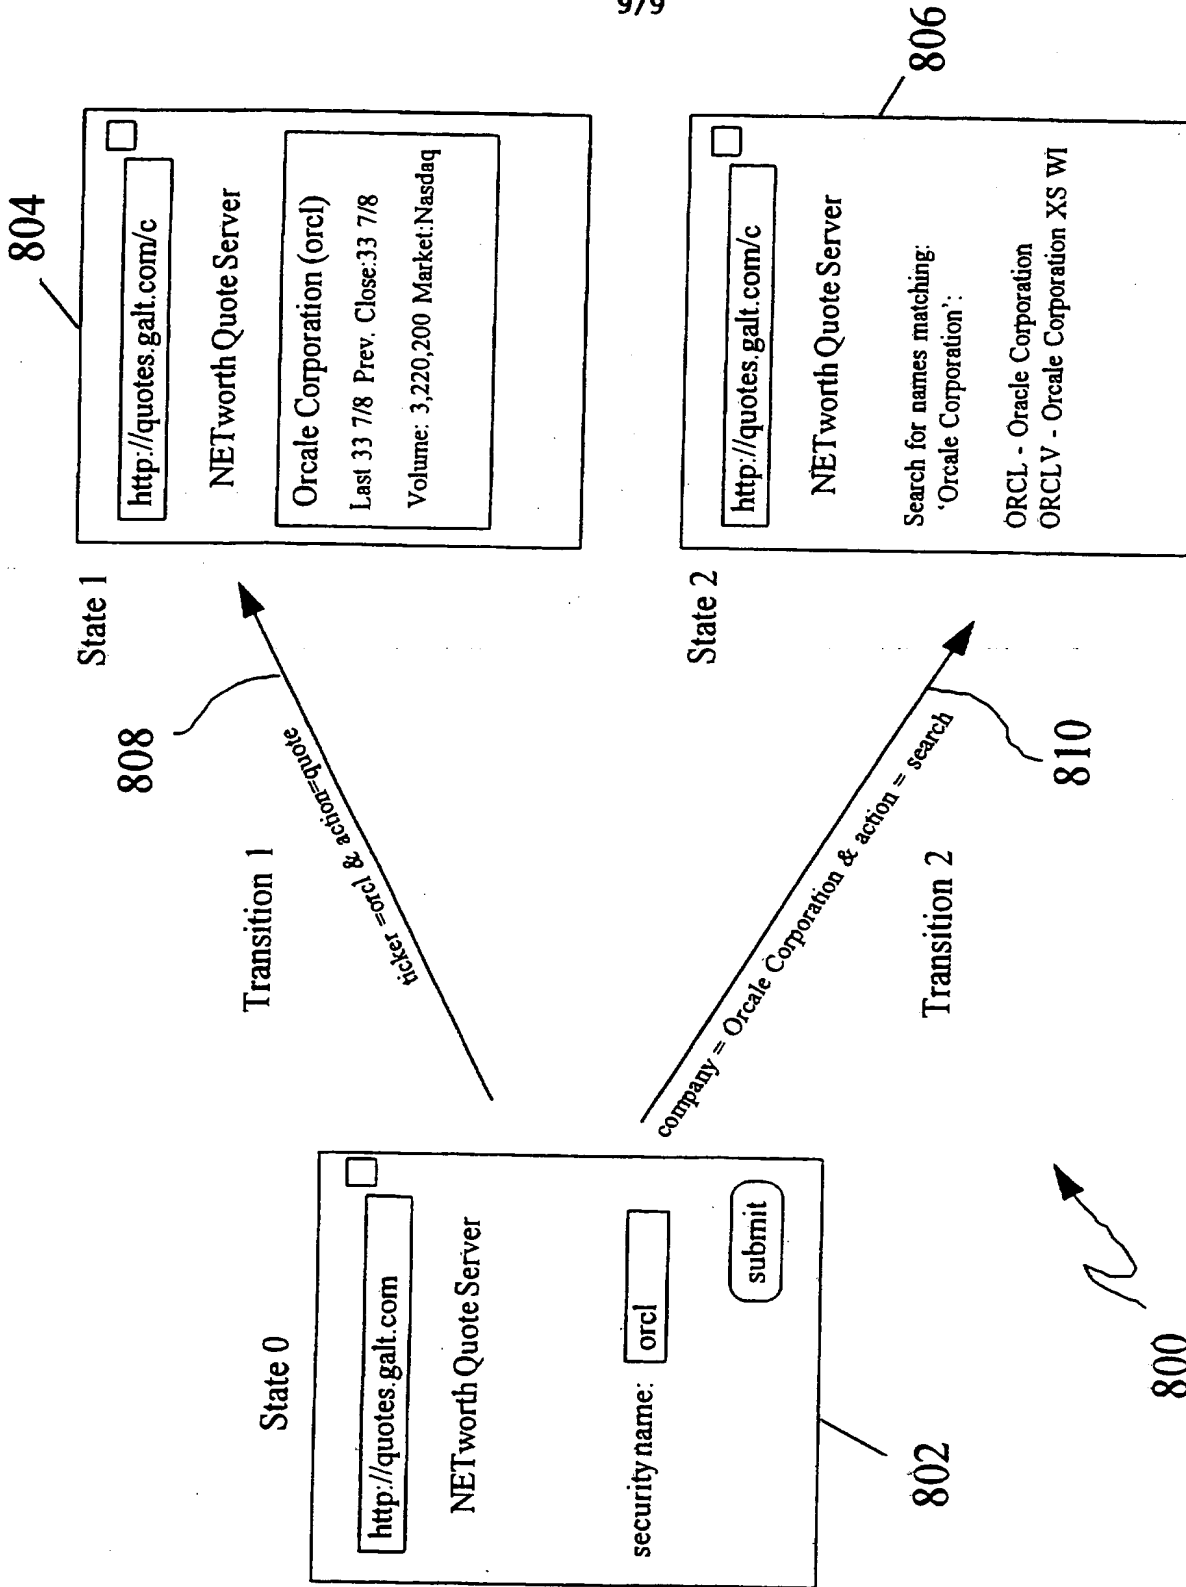 9/9
State 0
http://quotes.galt.com
NETworth Quote Server
security name: orcl
submit
802
800
Transition 1
ticker =orcl & action=quote
808
company = Orcale Corporation & action = search
Transition 2
810
State 1
804
http://quotes.galt.com/c
NETworth Quote Server
Orcale Corporation (orcl)
Last 33 7/8 Prev. Close:33 7/8
Volume: 3,220,200 Market:Nasdaq
State 2
806
http://quotes.galt.com/c
NETworth Quote Server
Search for names matching:
'Orcale Corporation':
ORCL - Oracle Corporation
ORCLV - Orcale Corporation XS WI